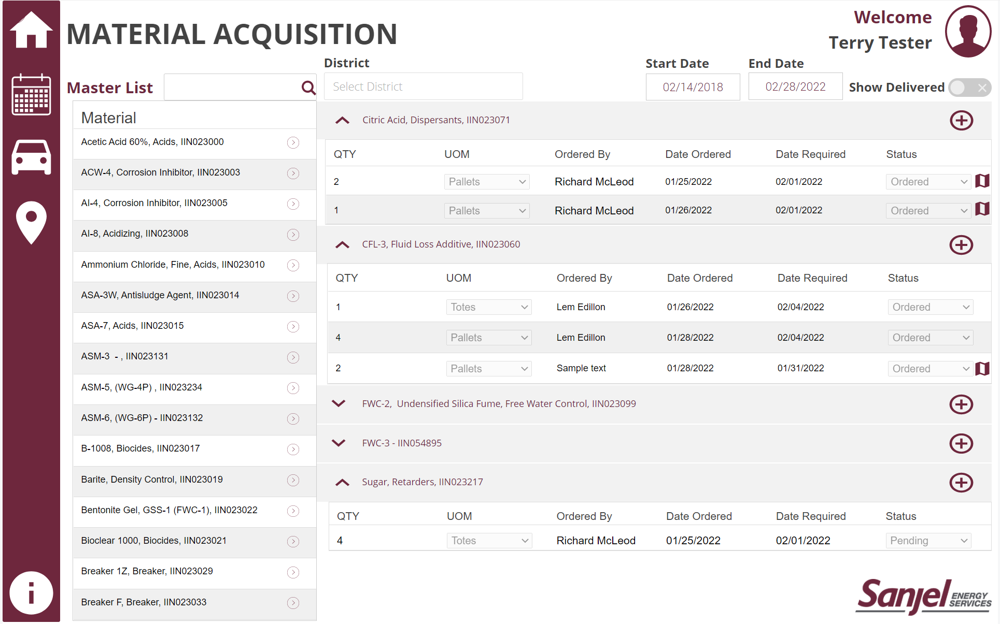 MATERIAL ACQUISITION
Welcome
Terry Tester
Master List
District
Select District
Start Date
02/14/2018
End Date
02/28/2022
Show Delivered
Material
Acetic Acid 60%, Acids, IIN023000
ACW-4, Corrosion Inhibitor, IIN023003
AI-4, Corrosion Inhibitor, IIN023005
AI-8, Acidizing, IIN023008
Ammonium Chloride, Fine, Acids, IIN023010
ASA-3W, Antisludge Agent, IIN023014
ASA-7, Acids, IIN023015
ASM-3  - , IIN023131
ASM-5, (WG-4P) , IIN023234
ASM-6, (WG-6P) - IIN023132
B-1008, Biocides, IIN023017
Barite, Density Control, IIN023019
Bentonite Gel, GSS-1 (FWC-1), IIN023022
Bioclear 1000, Biocides, IIN023021
Breaker 1Z, Breaker, IIN023029
Breaker F, Breaker, IIN023033
Citric Acid, Dispersants, IIN023071
QTY UOM Ordered By Date Ordered Date Required Status
2 Pallets Richard McLeod 01/25/2022 02/01/2022 Ordered
1 Pallets Richard McLeod 01/26/2022 02/01/2022 Ordered
CFL-3, Fluid Loss Additive, IIN023060
QTY UOM Ordered By Date Ordered Date Required Status
1 Totes Lem Edillon 01/26/2022 02/04/2022 Ordered
4 Pallets Lem Edillon 01/28/2022 02/04/2022 Ordered
2 Pallets Sample text 01/28/2022 01/31/2022 Ordered
FWC-2,  Undensified Silica Fume, Free Water Control, IIN023099
FWC-3 - IIN054895
Sugar, Retarders, IIN023217
QTY UOM Ordered By Date Ordered Date Required Status
4 Totes Richard McLeod 01/25/2022 02/01/2022 Pending
Sanjel ENERGY
SERVICES